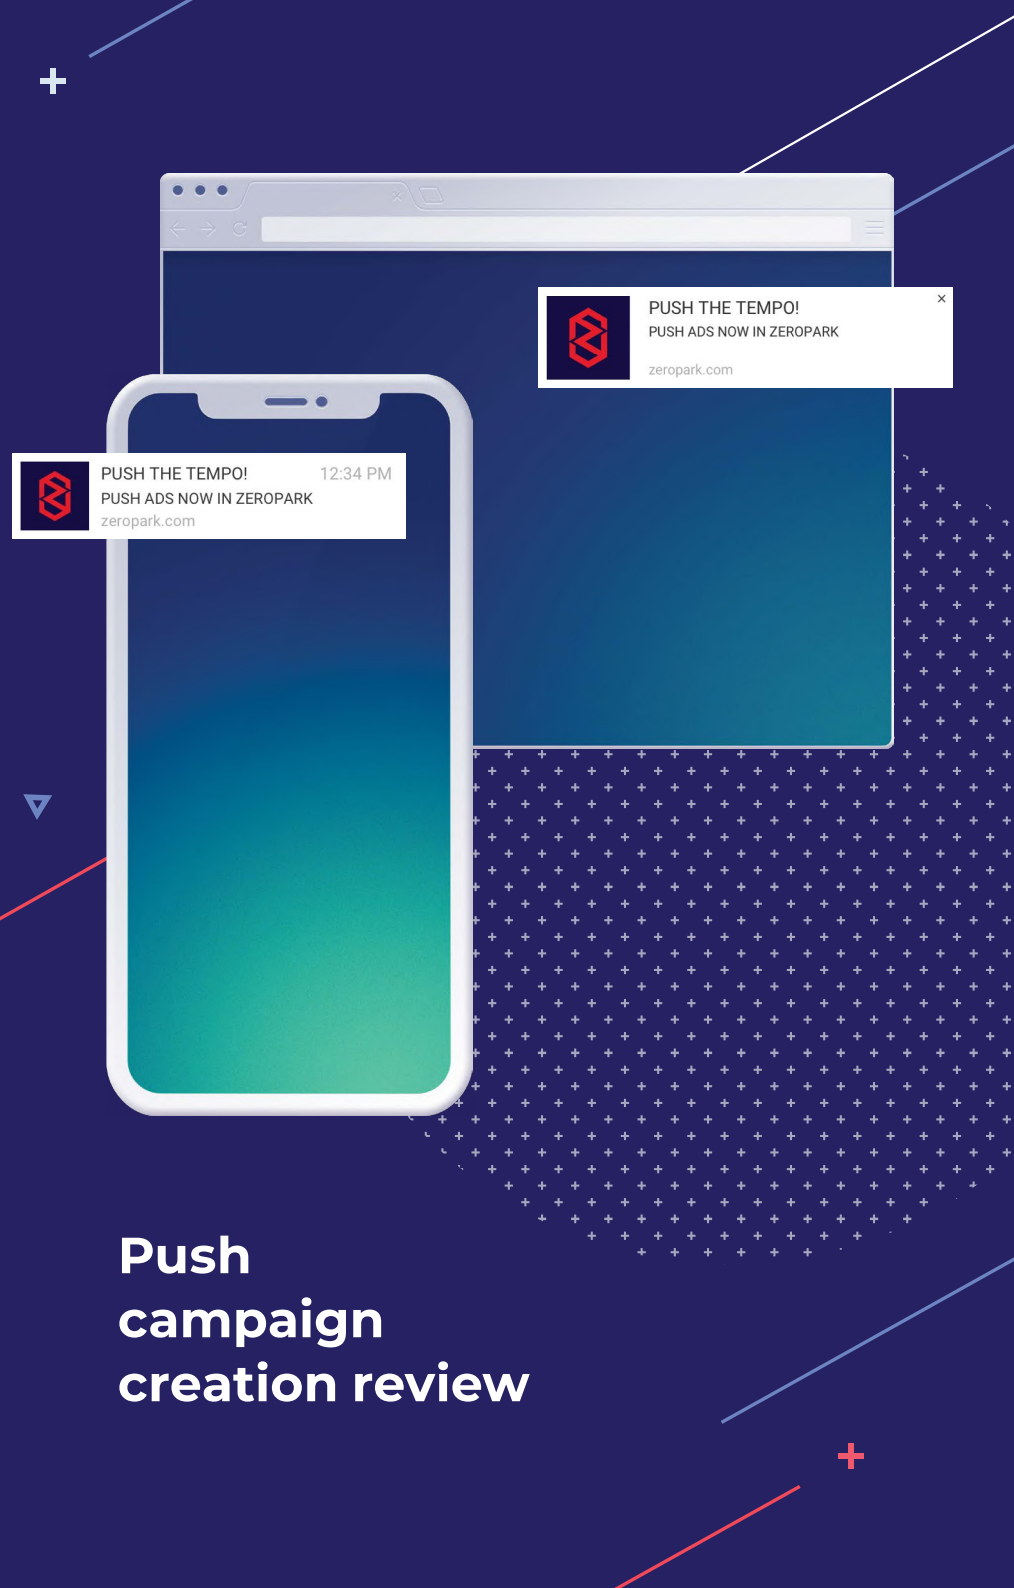 PUSH THE TEMPO!
PUSH ADS NOW IN ZEROPARK
zeropark.com
PUSH THE TEMPO! 12:34 PM
PUSH ADS NOW IN ZEROPARK
zeropark.com
Push
campaign
creation review